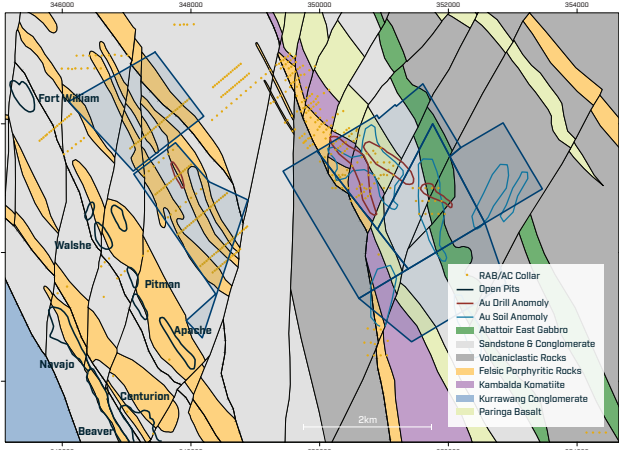 346000 348000 350000 352000 354000
Fort William
Walshe
Pitman
Apache
Navajo
Centurion
Beaver
RAB/AC Collar
Open Pits
Au Drill Anomoly
Au Soil Anomoly
Abattoir East Gabbro
Sandstone & Conglomerate
Volcaniclastic Rocks
Felsic Porphyritic Rocks
Kambalda Komatiite
Kurrawang Conglomerate
Paringa Basalt
2km